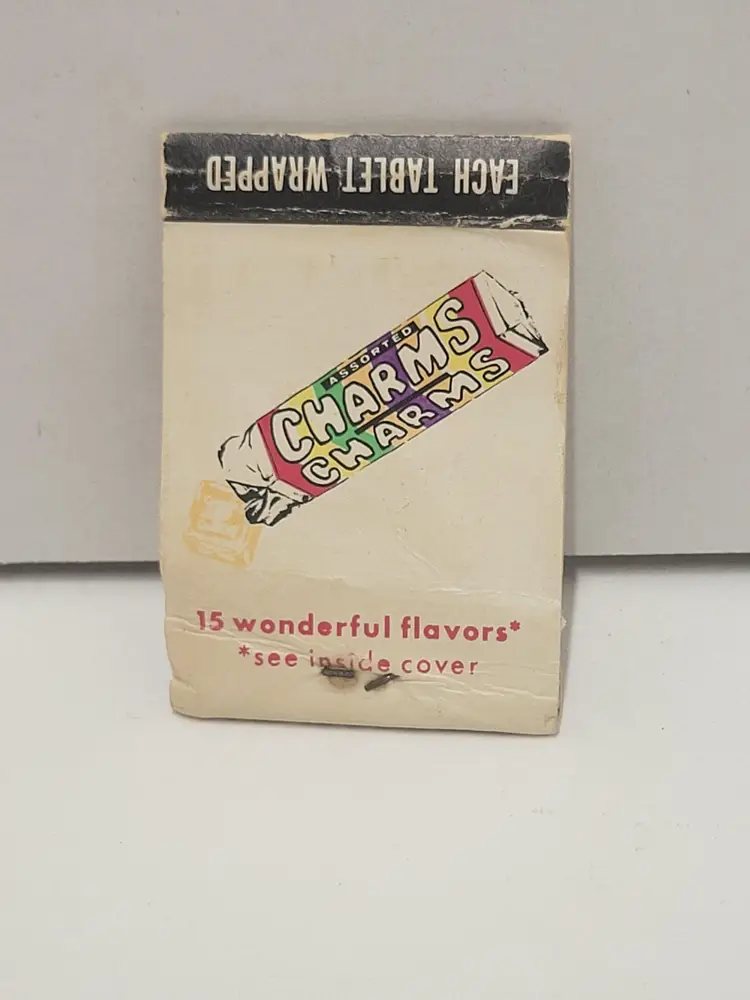 EACH TABLET WRAPPED
ASSORTED
CHARMS
CHARMS
15 wonderful flavors*
*see inside cover